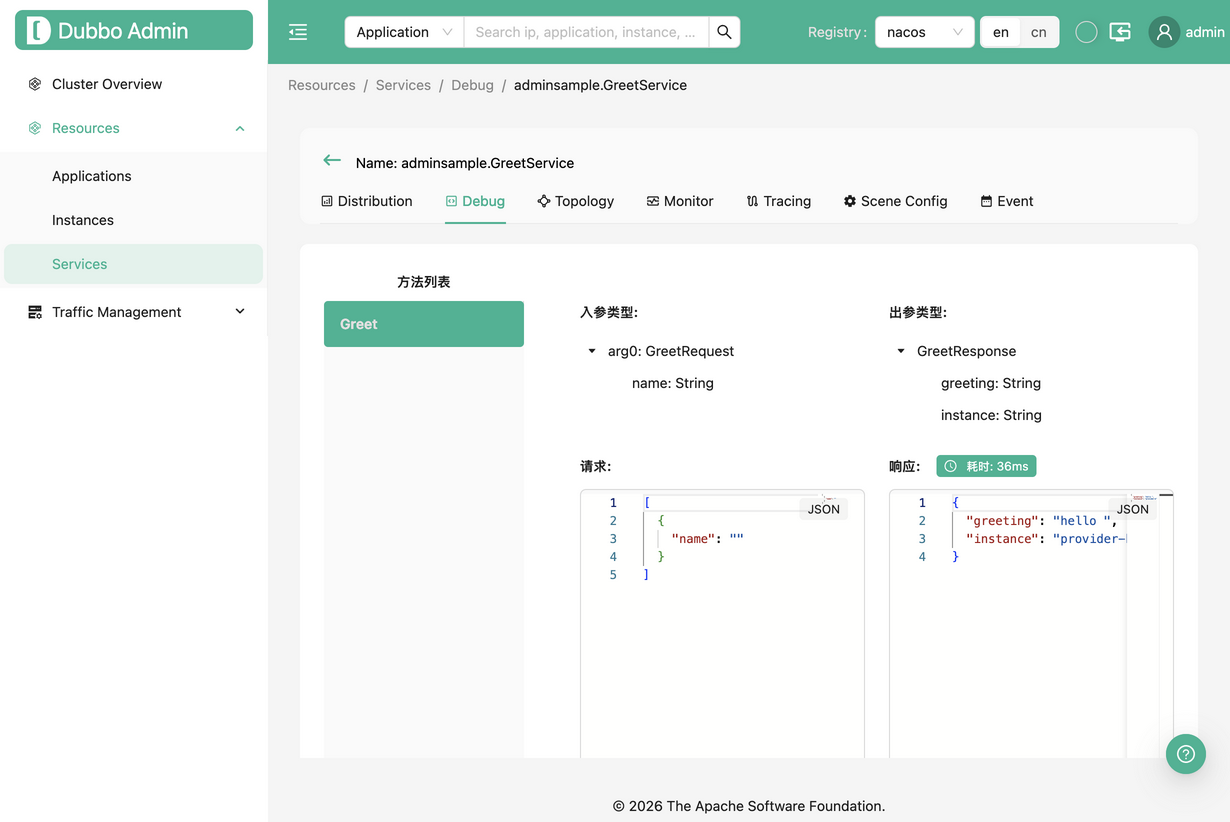 Dubbo Admin
Application
Search ip, application, instance, ...
Registry:
nacos
en
cn
admin
Cluster Overview
Resources
Applications
Instances
Services
Traffic Management
Resources / Services / Debug / adminsample.GreetService
Name: adminsample.GreetService
Distribution
Debug
Topology
Monitor
Tracing
Scene Config
Event
方法列表
Greet
入参类型:
arg0: GreetRequest
name: String
出参类型:
GreetResponse
greeting: String
instance: String
请求:
JSON
1 [
2 {
3 "name": ""
4 }
5 ]
响应:
耗时: 36ms
JSON
1 {
2 "greeting": "hello ",
3 "instance": "provider-
4 }
© 2026 The Apache Software Foundation.